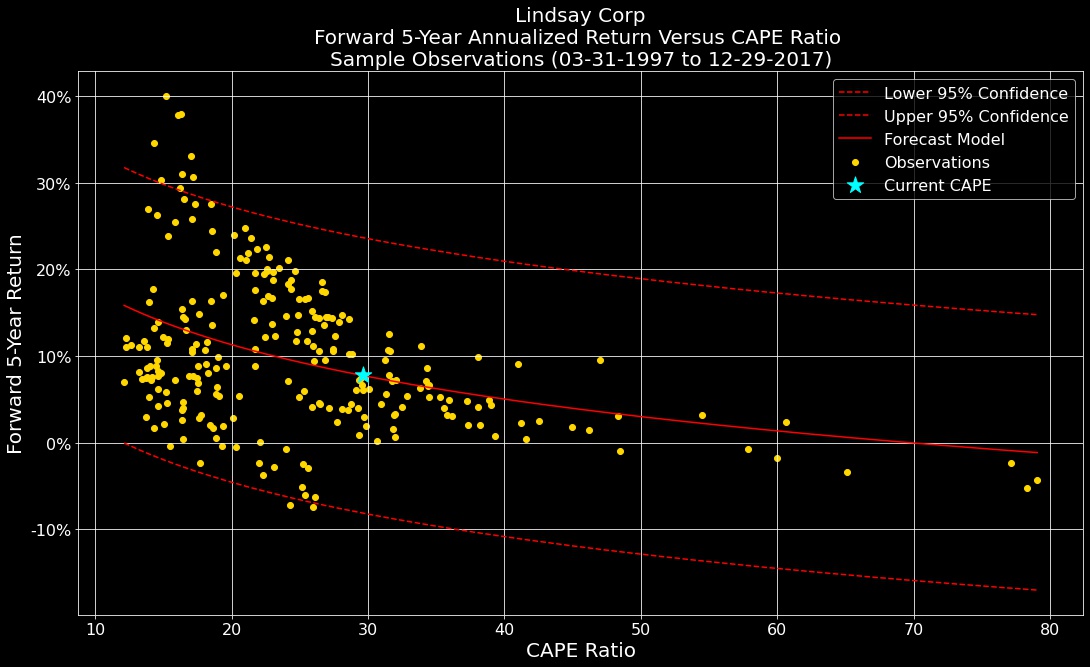 Lindsay Corp
Forward 5-Year Annualized Return Versus CAPE Ratio
Sample Observations (03-31-1997 to 12-29-2017)
Lower 95% Confidence
Upper 95% Confidence
Forecast Model
Observations
Current CAPE
Forward 5-Year Return
40%
30%
20%
10%
0%
-10%
10 20 30 40 50 60 70 80
CAPE Ratio